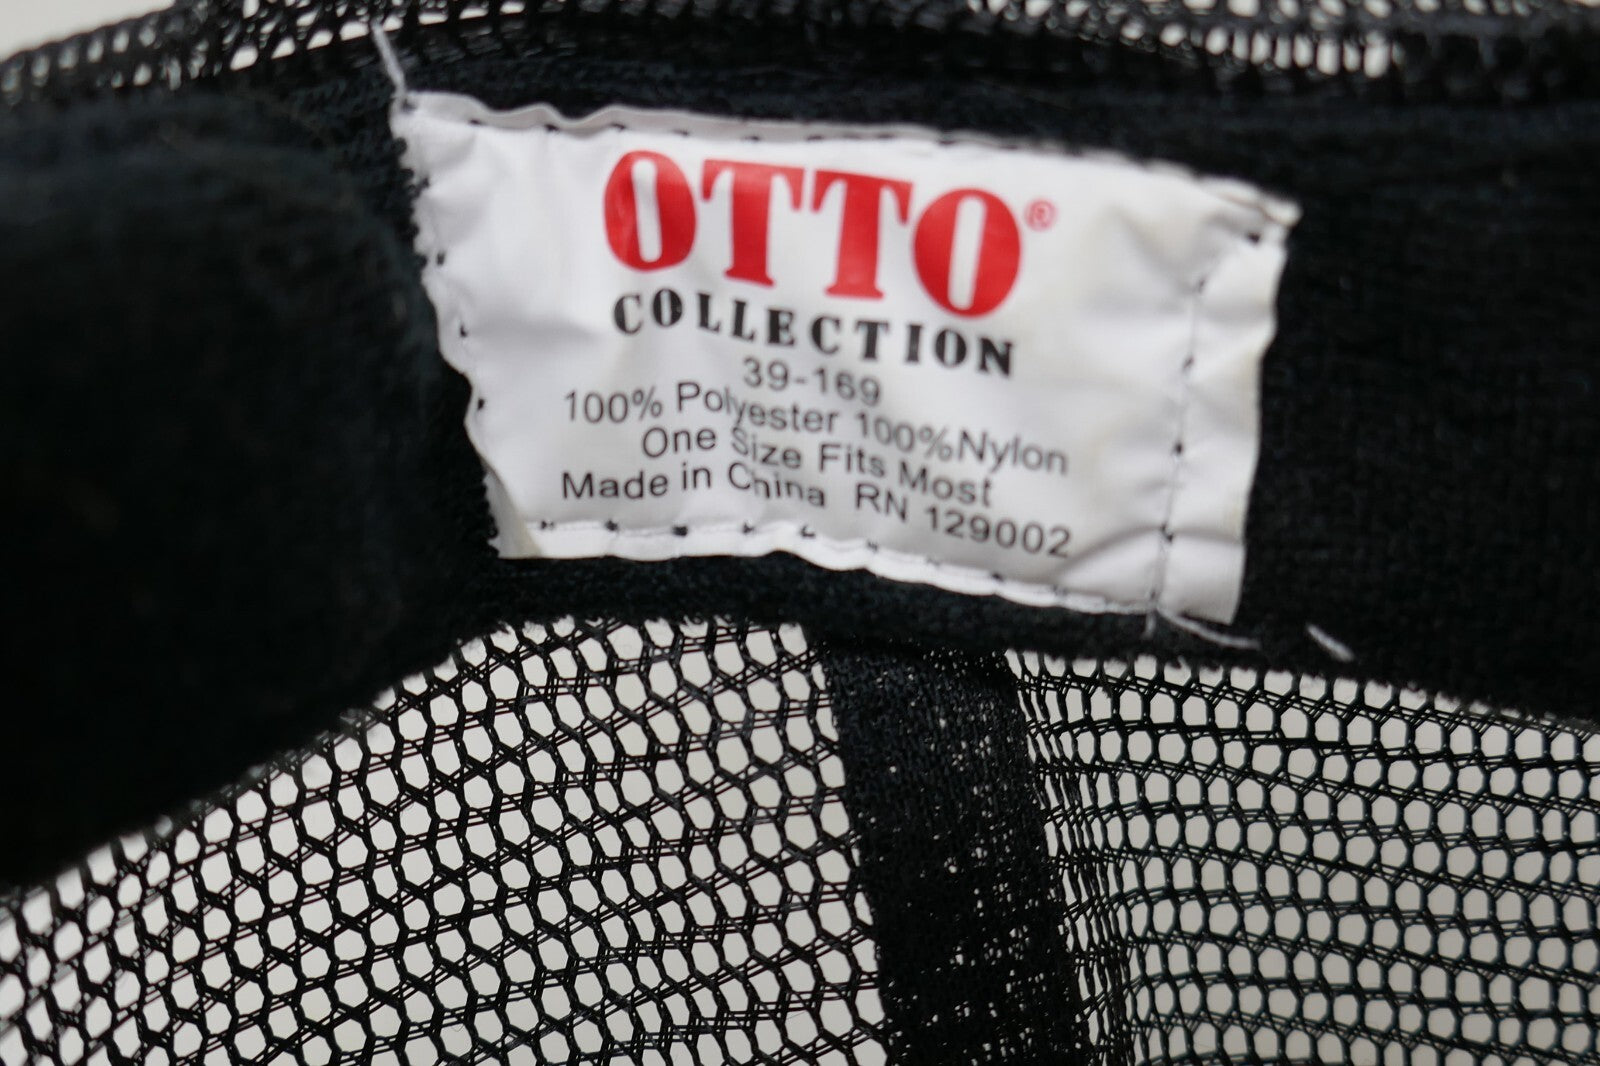 OTTO®
COLLECTION
39-169
100% Polyester 100%Nylon
One Size Fits Most
Made in China RN 129002